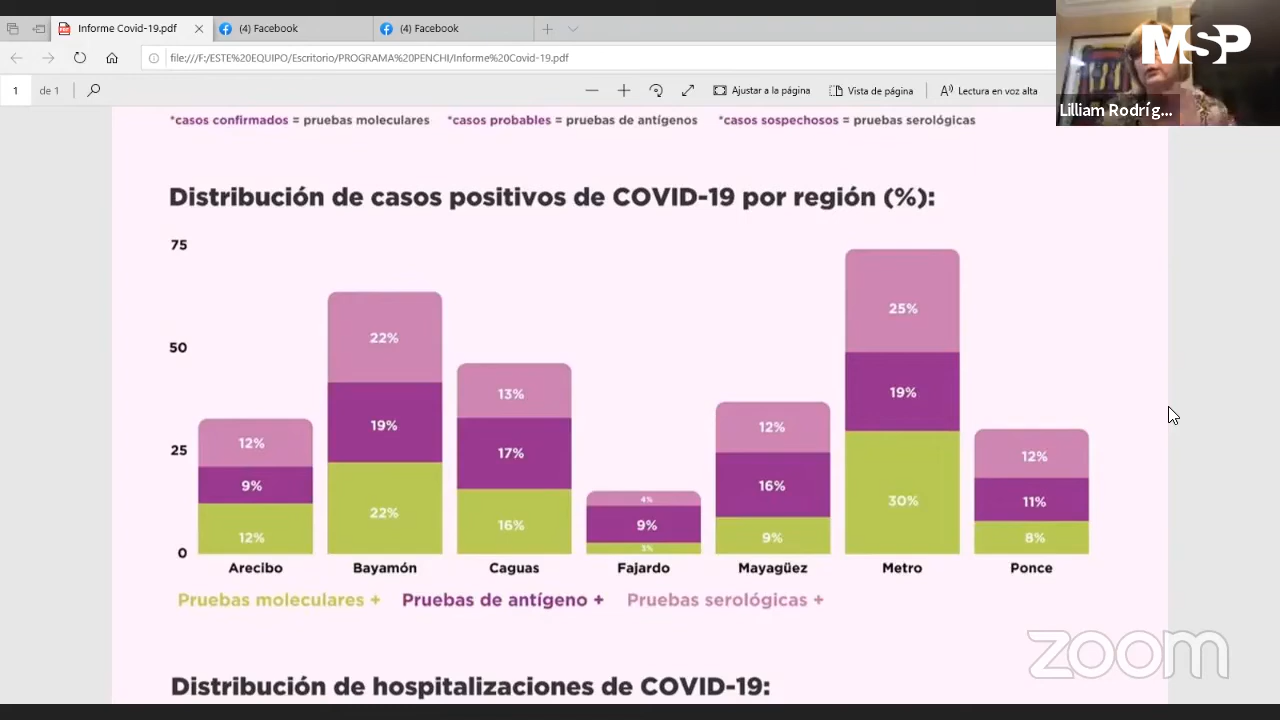 Informe Covid-19.pdf
(4) Facebook
(4) Facebook
file:///F:/ESTE%20EQUIPO/Escritorio/PROGRAMA%20PENCHI/Informe%20Covid-19.pdf
1 de 1
Ajustar a la página
Vista de página
Lectura en voz alta
MSP
Lilliam Rodríg...
*casos confirmados = pruebas moleculares *casos probables = pruebas de antígenos *casos sospechosos = pruebas serológicas
Distribución de casos positivos de COVID-19 por región (%):
75
50
25
0
12%
9%
12%
22%
19%
22%
13%
17%
16%
4%
9%
3%
12%
16%
9%
25%
19%
30%
12%
11%
8%
Arecibo Bayamón Caguas Fajardo Mayagüez Metro Ponce
Pruebas moleculares + Pruebas de antígeno + Pruebas serológicas +
zoom
Distribución de hospitalizaciones de COVID-19: